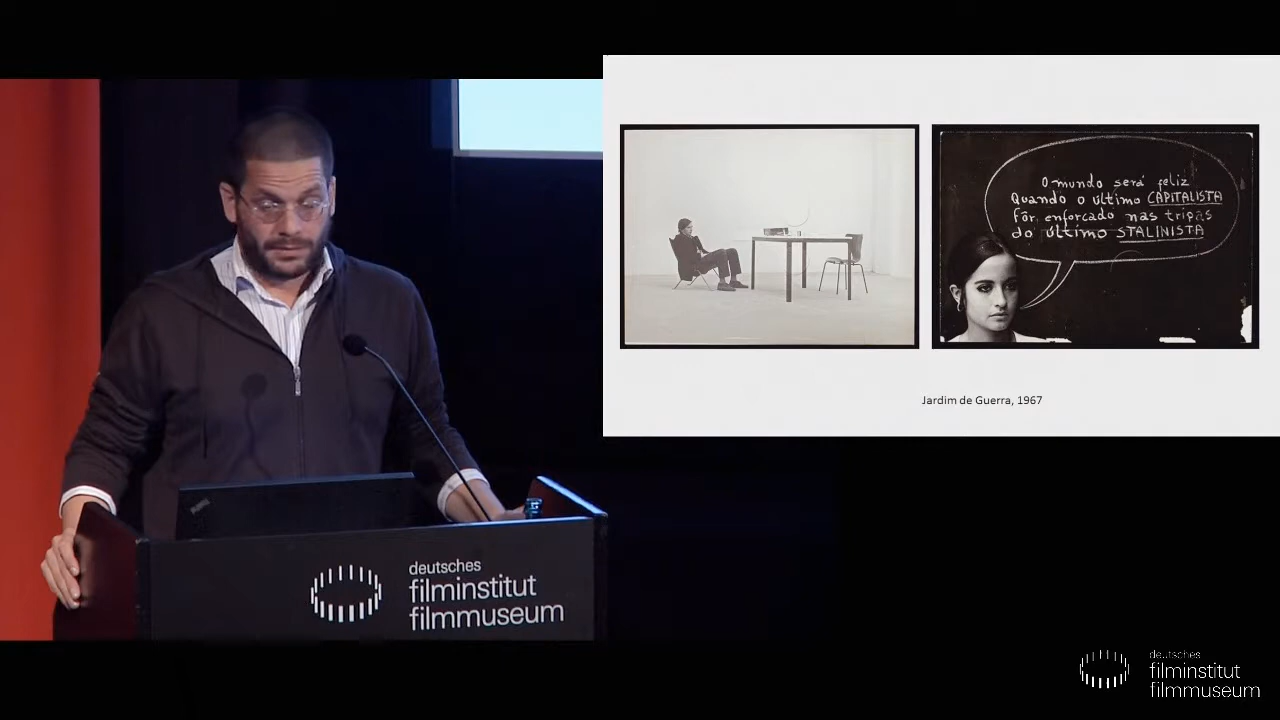 O mundo será feliz
Quando o último CAPITALISTA
fôr enforcado nas tripas
do último STALINISTA
Jardim de Guerra, 1967
deutsches
filminstitut
filmmuseum
deutsches
filminstitut
filmmuseum